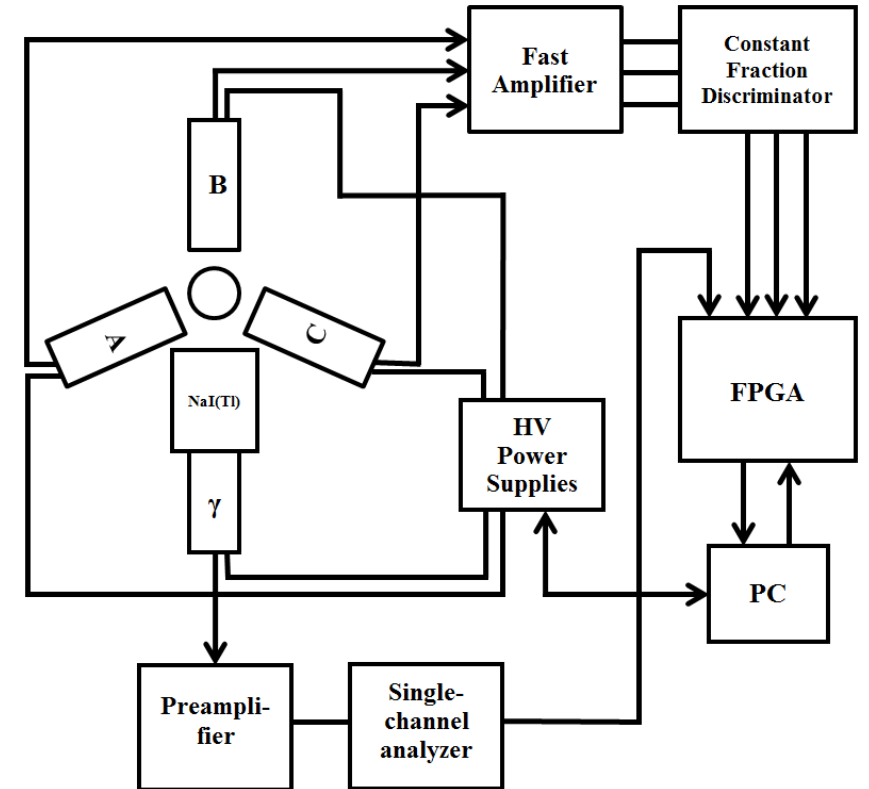 Fast
Amplifier
Constant
Fraction
Discriminator
B
A
C
NaI(Tl)
γ
HV
Power
Supplies
FPGA
PC
Preampli-
fier
Single-
channel
analyzer